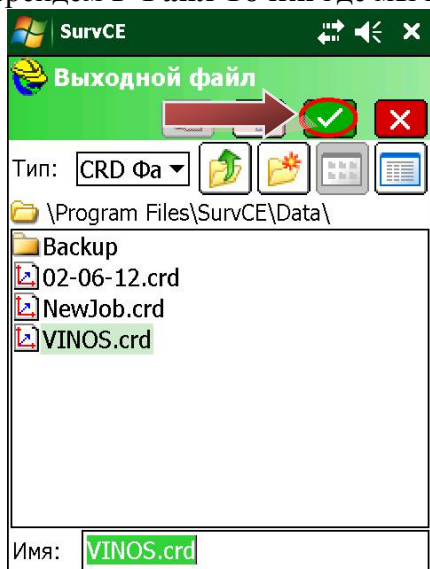 SurvCE
Выходной файл
Тип: CRD Фа
\Program Files\SurvCE\Data\
Backup
02-06-12.crd
NewJob.crd
VINOS.crd
Имя: VINOS.crd